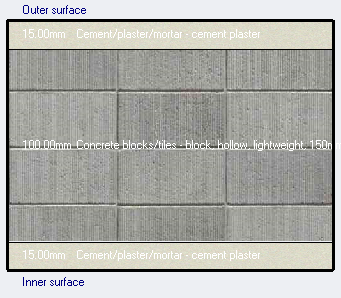 Outer surface
15.00mm   Cement/plaster/mortar - cement plaster
100.00mm  Concrete blocks/tiles - block, hollow, lightweight, 150mm
15.00mm   Cement/plaster/mortar - cement plaster
Inner surface